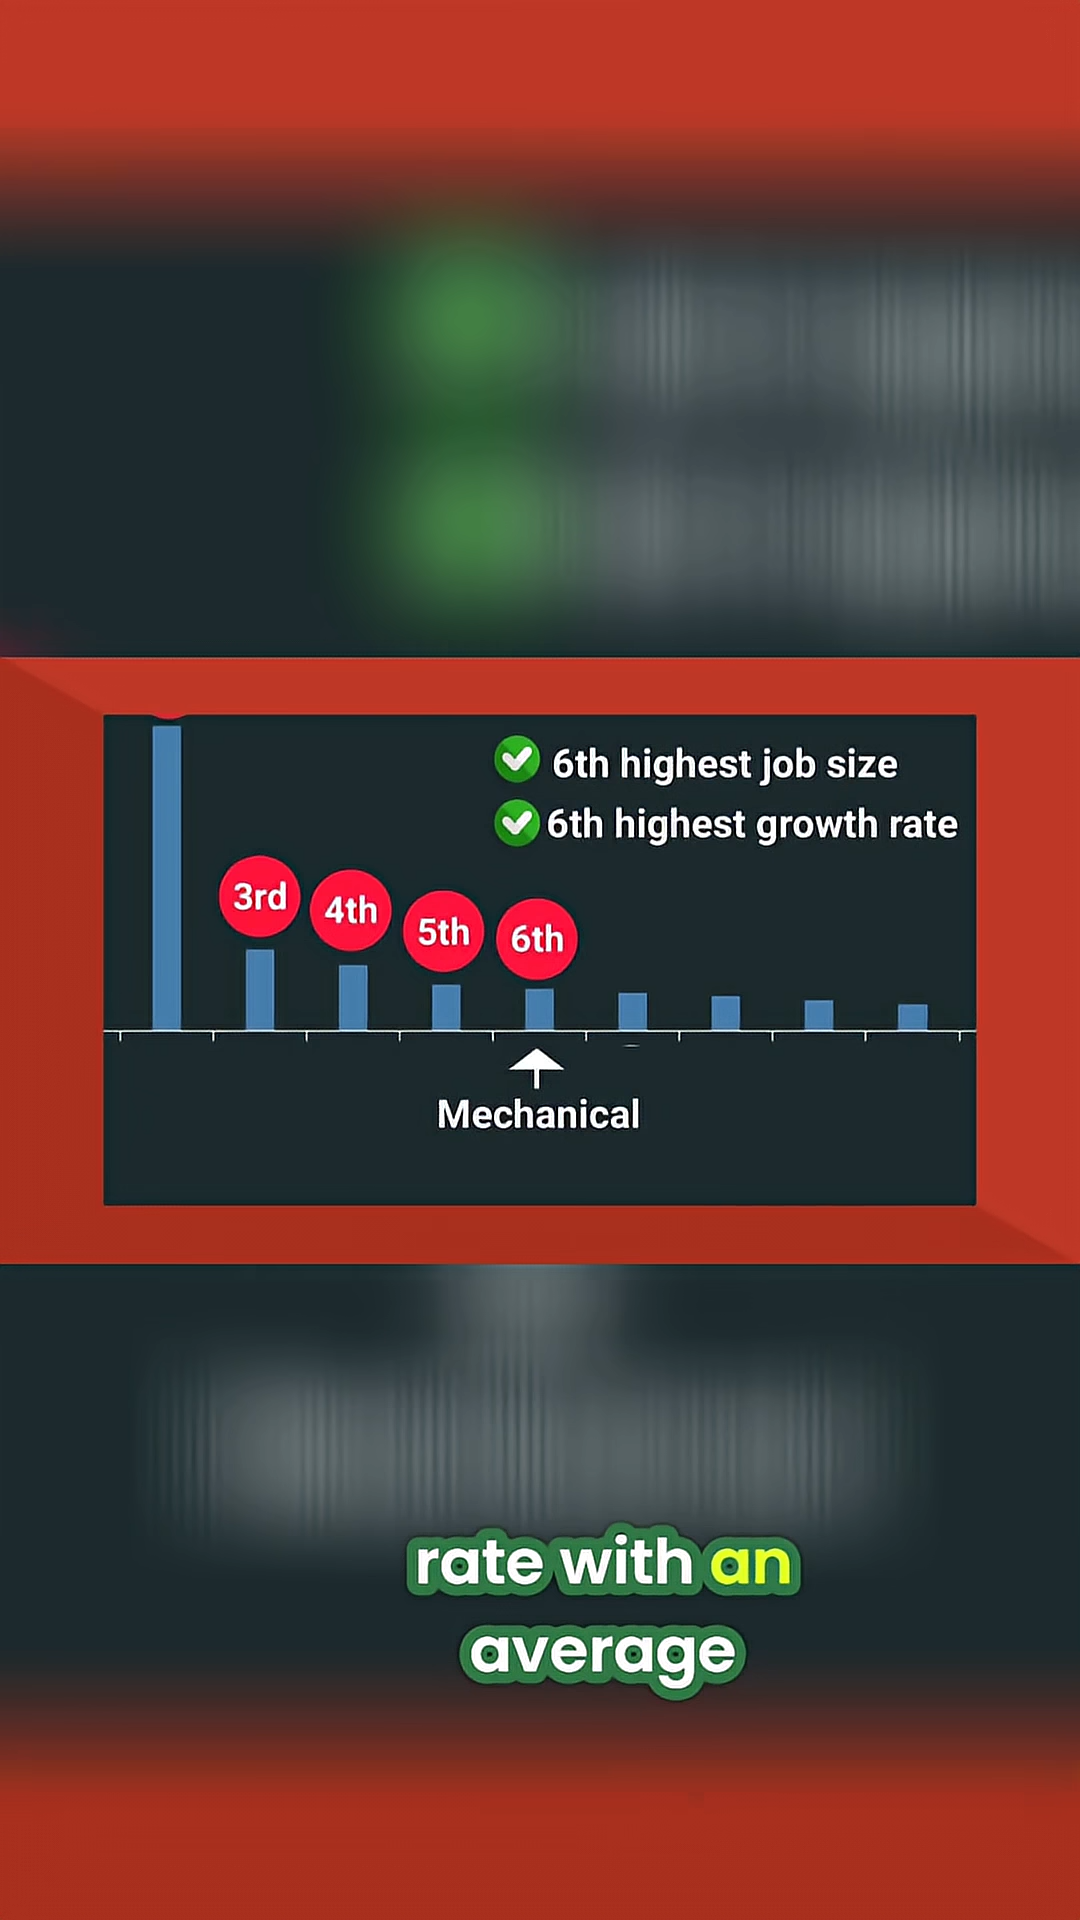 6th highest job size
6th highest growth rate
3rd
4th
5th
6th
Mechanical
rate with an
average